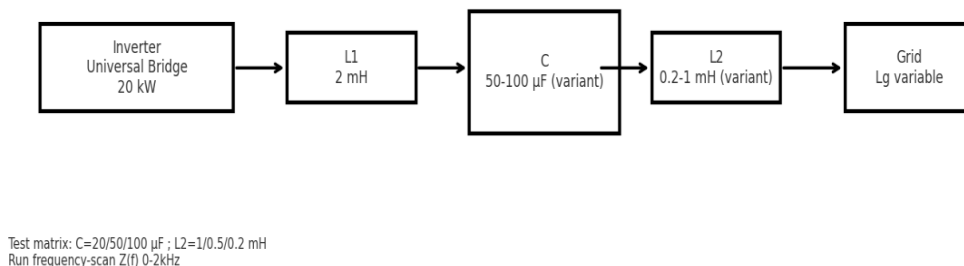 Inverter
Universal Bridge
20 kW
L1
2 mH
C
50-100 µF (variant)
L2
0.2-1 mH (variant)
Grid
Lg variable
Test matrix: C=20/50/100 µF ; L2=1/0.5/0.2 mH
Run frequency-scan Z(f) 0-2kHz